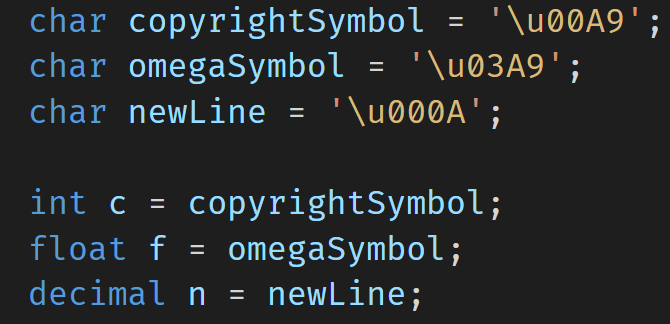 char copyrightSymbol = '\u00A9';
char omegaSymbol = '\u03A9';
char newLine = '\u000A';
int c = copyrightSymbol;
float f = omegaSymbol;
decimal n = newLine;